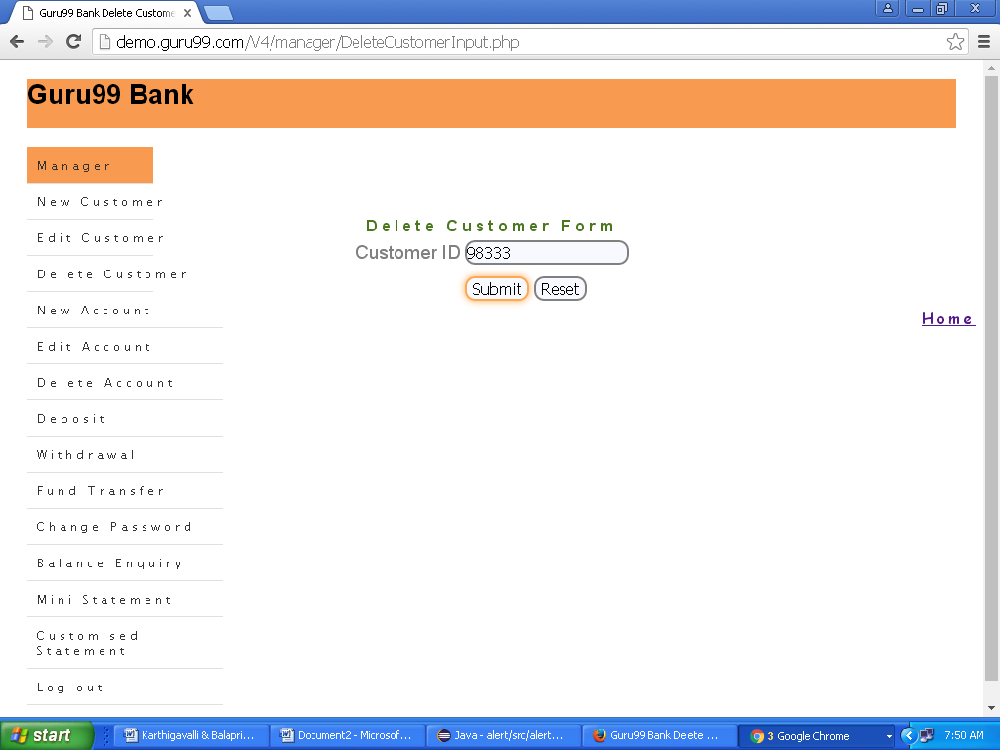 Guru99 Bank Delete Custome
demo.guru99.com/V4/manager/DeleteCustomerInput.php
Guru99 Bank
Manager
New Customer
Edit Customer
Delete Customer
New Account
Edit Account
Delete Account
Deposit
Withdrawal
Fund Transfer
Change Password
Balance Enquiry
Mini Statement
Customised
Statement
Log out
Delete Customer Form
Customer ID 98333
Submit Reset
Home
start Karthigavalli & Balapri... Document2 - Microsof... Java - alert/src/alert... Guru99 Bank Delete ... 3 Google Chrome 7:50 AM